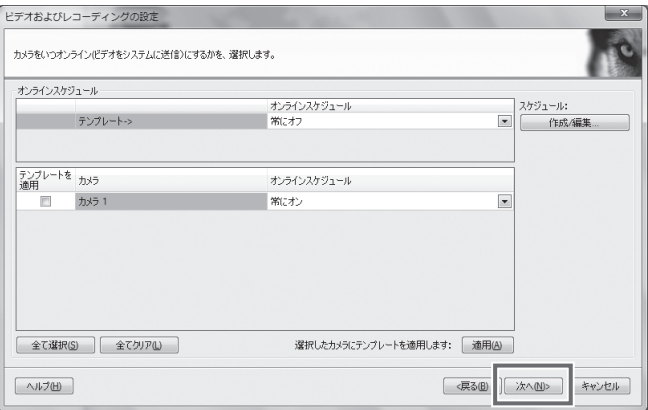 ビデオおよびレコーディングの設定
カメラをいつオンライン(ビデオをシステムに送信)にするかを、選択します。
オンラインスケジュール
オンラインスケジュール
スケジュール:
テンプレート->
常にオフ
作成/編集...
テンプレートを適用
カメラ
オンラインスケジュール
カメラ 1
常にオン
全て選択(S)
全てクリア(L)
選択したカメラにテンプレートを適用します:
適用(A)
ヘルプ(H)
<戻る(B)
次へ(N)>
キャンセル